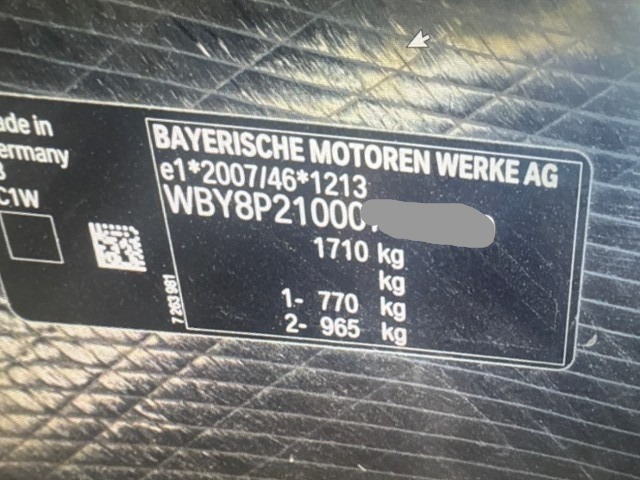 ade in
ermany
C1W
BAYERISCHE MOTOREN WERKE AG
e1*2007/46*1213
WBY8P21000
1710 kg
kg
1- 770 kg
2- 965 kg
7 263 961